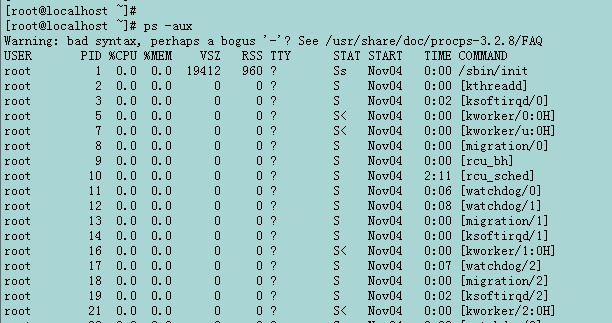 [root@localhost ~]#
[root@localhost ~]# ps -aux
Warning: bad syntax, perhaps a bogus '-'? See /usr/share/doc/procps-3.2.8/FAQ
USER       PID %CPU %MEM    VSZ   RSS TTY      STAT START   TIME COMMAND
root         1  0.0  0.0  19412   960 ?        Ss   Nov04   0:00 /sbin/init
root         2  0.0  0.0      0     0 ?        S    Nov04   0:00 [kthreadd]
root         3  0.0  0.0      0     0 ?        S    Nov04   0:02 [ksoftirqd/0]
root         5  0.0  0.0      0     0 ?        S<   Nov04   0:00 [kworker/0:0H]
root         7  0.0  0.0      0     0 ?        S<   Nov04   0:00 [kworker/u:0H]
root         8  0.0  0.0      0     0 ?        S    Nov04   0:00 [migration/0]
root         9  0.0  0.0      0     0 ?        S    Nov04   0:00 [rcu_bh]
root        10  0.0  0.0      0     0 ?        S    Nov04   2:11 [rcu_sched]
root        11  0.0  0.0      0     0 ?        S    Nov04   0:06 [watchdog/0]
root        12  0.0  0.0      0     0 ?        S    Nov04   0:08 [watchdog/1]
root        13  0.0  0.0      0     0 ?        S    Nov04   0:00 [migration/1]
root        14  0.0  0.0      0     0 ?        S    Nov04   0:00 [ksoftirqd/1]
root        16  0.0  0.0      0     0 ?        S<   Nov04   0:00 [kworker/1:0H]
root        17  0.0  0.0      0     0 ?        S    Nov04   0:07 [watchdog/2]
root        18  0.0  0.0      0     0 ?        S    Nov04   0:00 [migration/2]
root        19  0.0  0.0      0     0 ?        S    Nov04   0:02 [ksoftirqd/2]
root        21  0.0  0.0      0     0 ?        S<   Nov04   0:00 [kworker/2:0H]